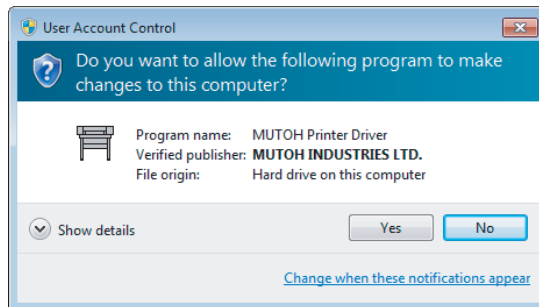 User Account Control
Do you want to allow the following program to make
changes to this computer?
Program name: MUTOH Printer Driver
Verified publisher: MUTOH INDUSTRIES LTD.
File origin: Hard drive on this computer
Show details
Yes
No
Change when these notifications appear